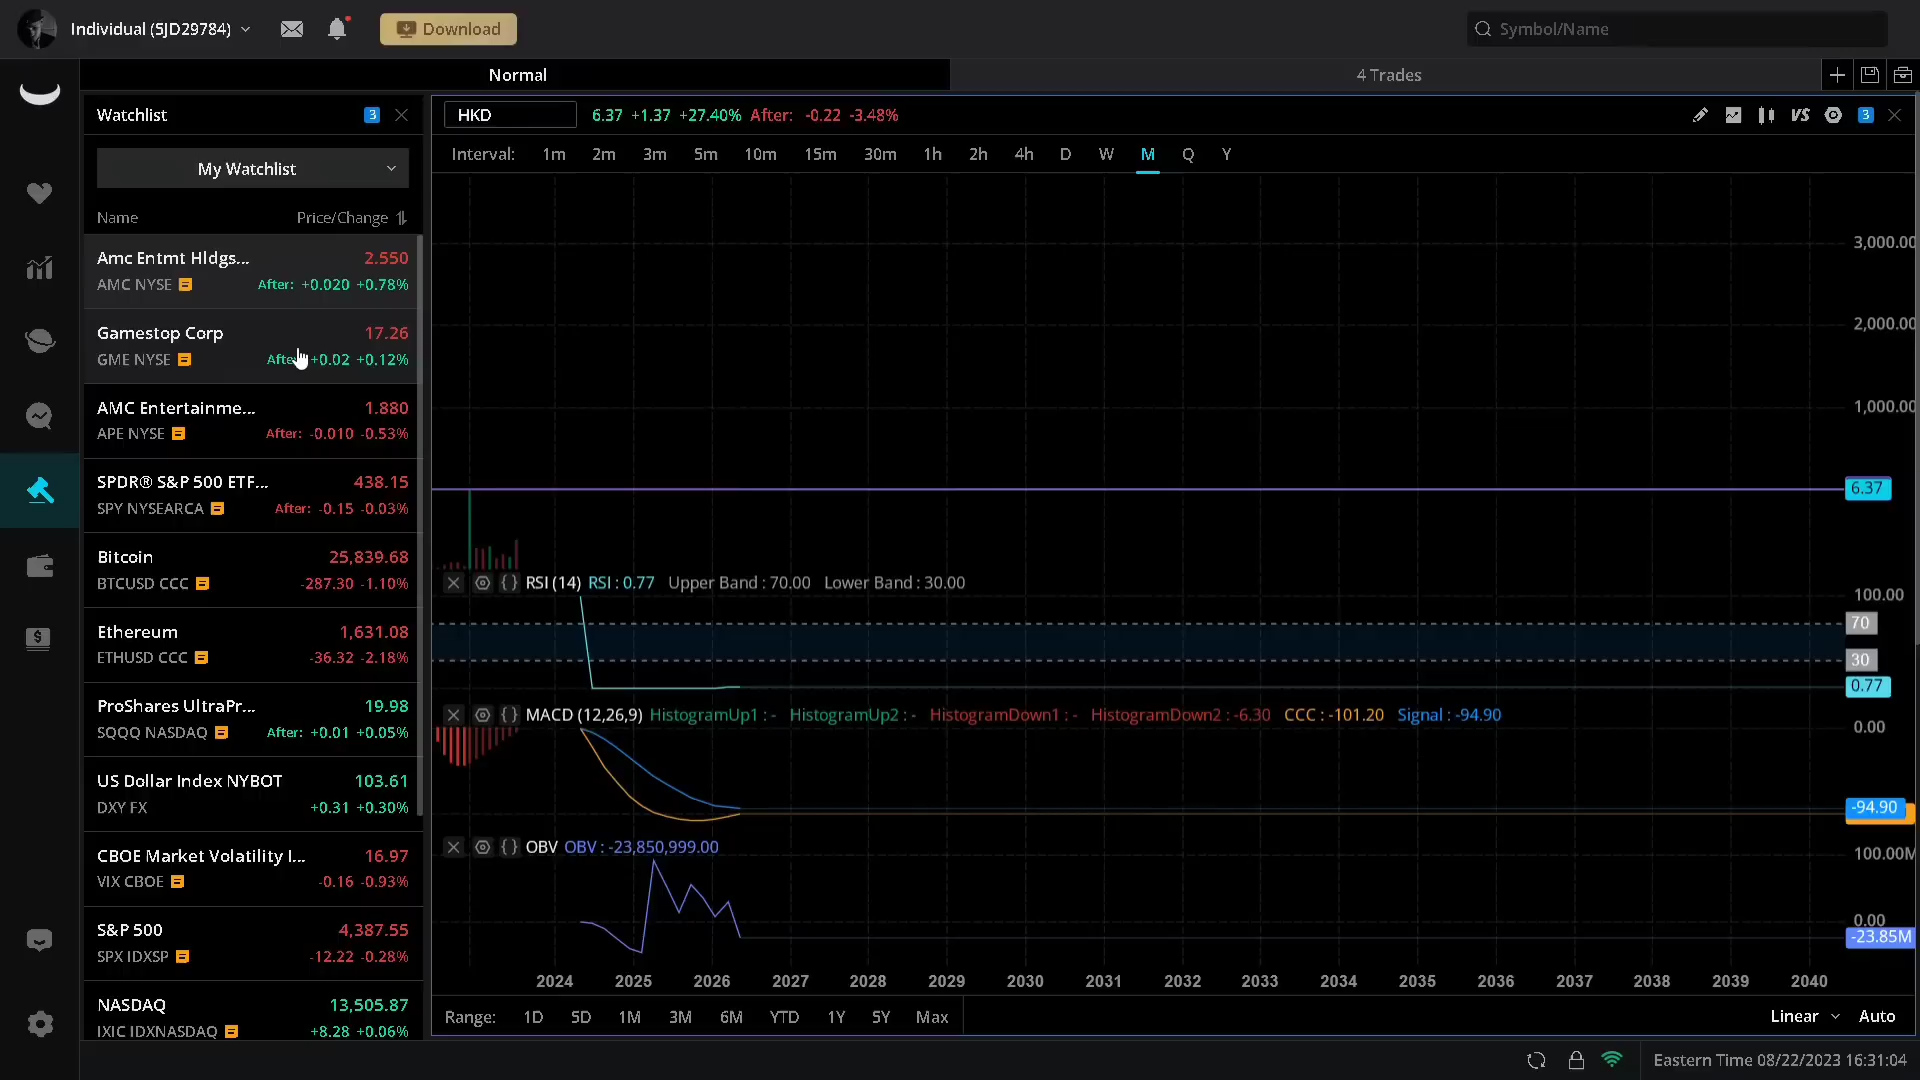 Individual (5JD29784)
Download
Symbol/Name
Normal
4 Trades
Watchlist
3
HKD
6.37 +1.37 +27.40% After: -0.22 -3.48%
VS
3
My Watchlist
Interval: 1m 2m 3m 5m 10m 15m 30m 1h 2h 4h D W M Q Y
Name Price/Change
Amc Entmt Hldgs... 2.550
AMC NYSE After: +0.020 +0.78%
Gamestop Corp 17.26
GME NYSE After: +0.02 +0.12%
AMC Entertainme... 1.880
APE NYSE After: -0.010 -0.53%
SPDR® S&P 500 ETF... 438.15
SPY NYSEARCA After: -0.15 -0.03%
Bitcoin 25,839.68
BTCUSD CCC -287.30 -1.10%
Ethereum 1,631.08
ETHUSD CCC -36.32 -2.18%
ProShares UltraPr... 19.98
SQQQ NASDAQ After: +0.01 +0.05%
US Dollar Index NYBOT 103.61
DXY FX +0.31 +0.30%
CBOE Market Volatility I... 16.97
VIX CBOE -0.16 -0.93%
S&P 500 4,387.55
SPX IDXSP -12.22 -0.28%
NASDAQ 13,505.87
IXIC IDXNASDAQ +8.28 +0.06%
3,000.00
2,000.00
1,000.00
6.37
RSI (14) RSI : 0.77 Upper Band : 70.00 Lower Band : 30.00
100.00
70
30
0.77
MACD (12,26,9) HistogramUp1 : - HistogramUp2 : - HistogramDown1 : - HistogramDown2 : -6.30 CCC : -101.20 Signal : -94.90
0.00
-94.90
OBV OBV : -23,850,999.00
100.00M
0.00
-23.85M
2024 2025 2026 2027 2028 2029 2030 2031 2032 2033 2034 2035 2036 2037 2038 2039 2040
Range: 1D 5D 1M 3M 6M YTD 1Y 5Y Max
Linear Auto
Eastern Time 08/22/2023 16:31:04